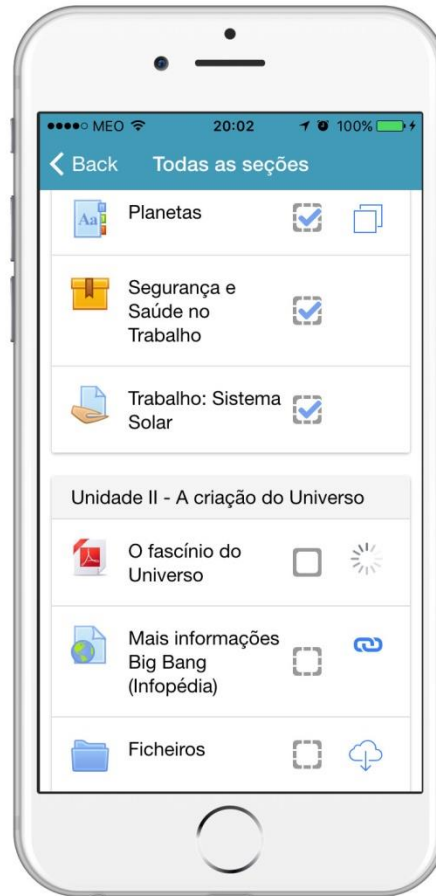 MEO 20:02 100%
Back Todas as seções
Aa Planetas
Segurança e
Saúde no
Trabalho
Trabalho: Sistema
Solar
Unidade II - A criação do Universo
O fascínio do
Universo
Mais informações
Big Bang
(Infopédia)
Ficheiros